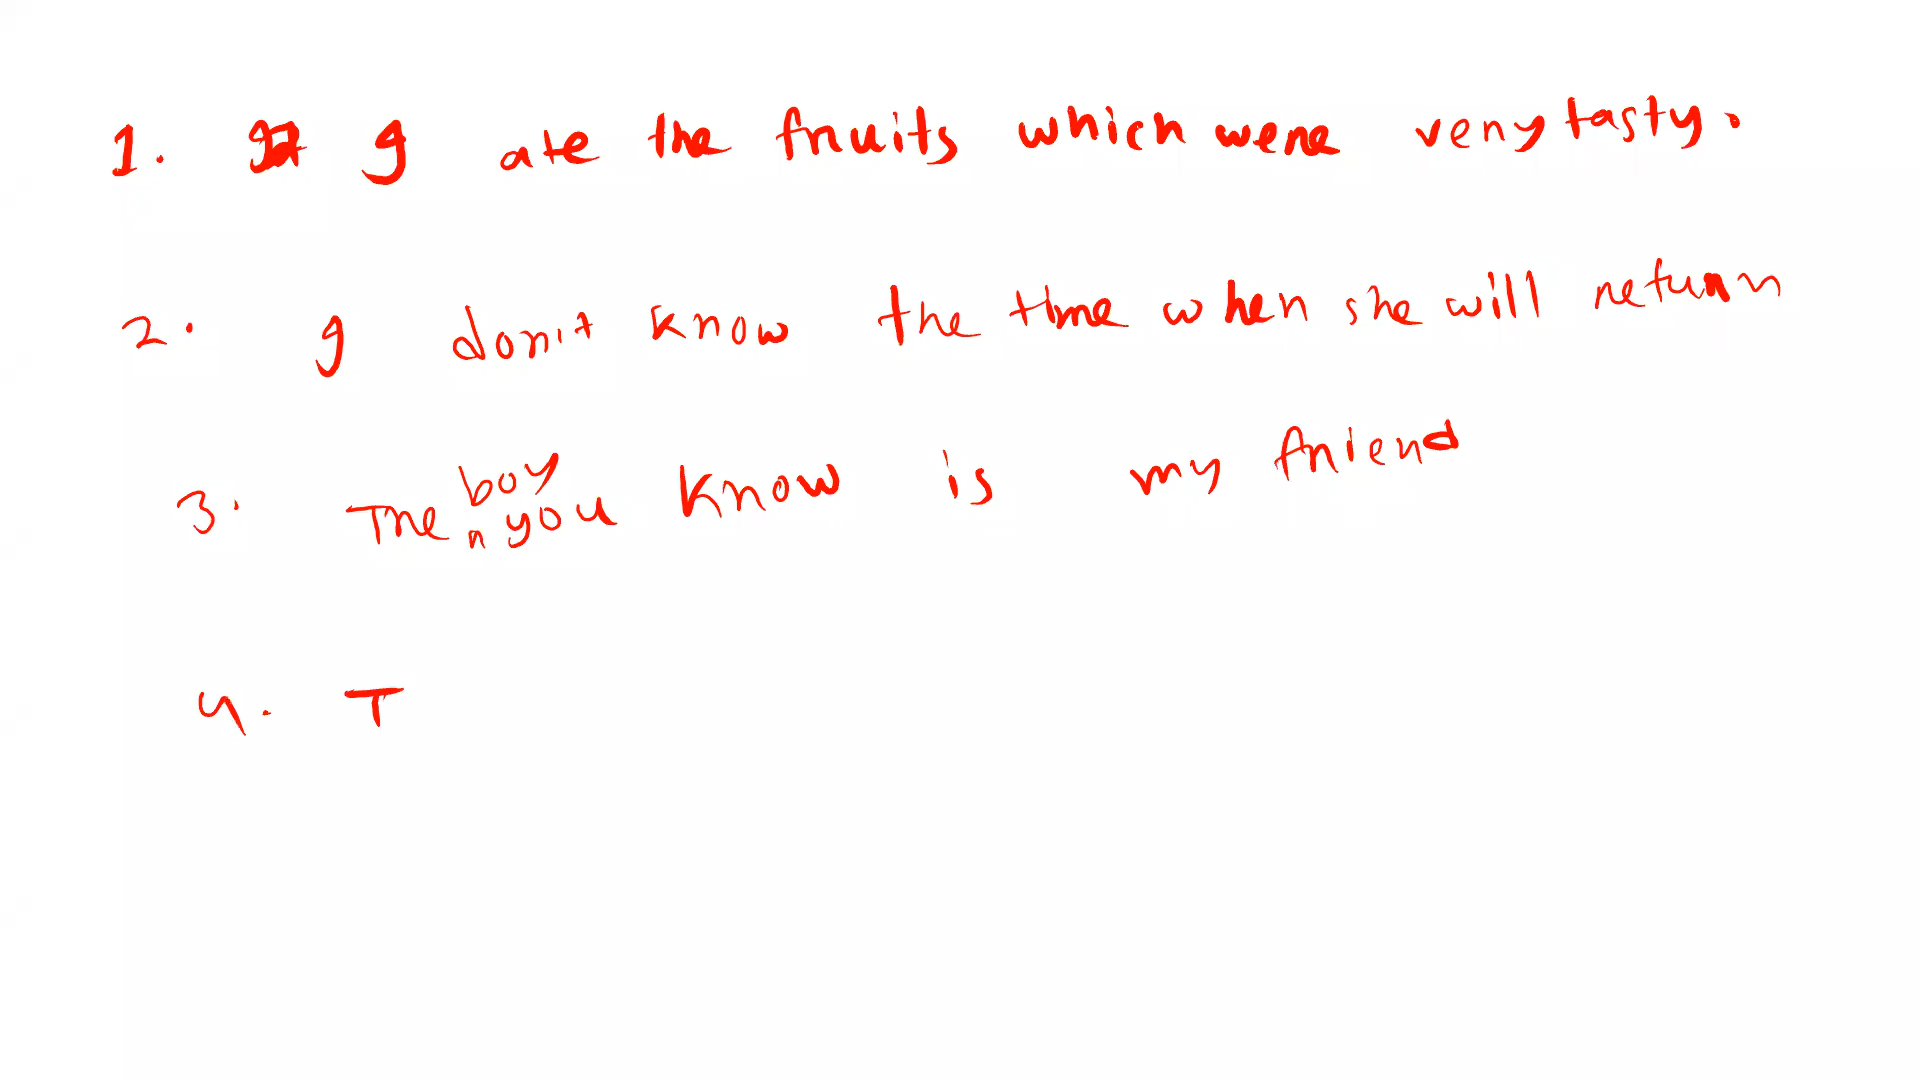 1. I ate the fruits which were very tasty.
2. I don't know the time when she will return
3. The boy you know is my friend
4. T